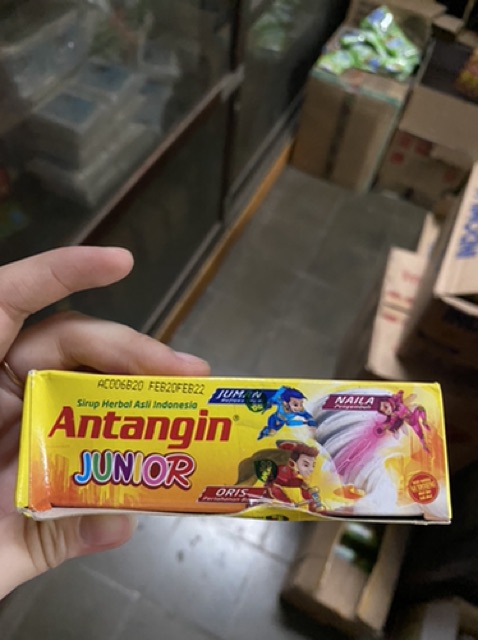 AC006B20 FEB20FEB22
Sirup Herbal Asli Indonesia
Antangin®
JUNIOR
JUMAN
NAILA
ORIS